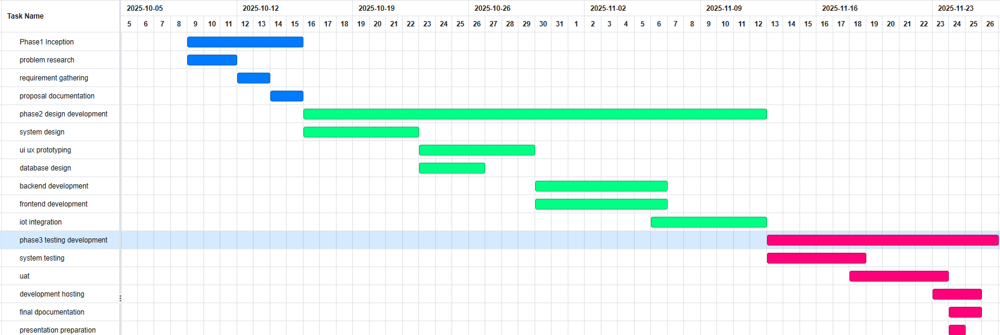 Task Name
2025-10-05 2025-10-12 2025-10-19 2025-10-26 2025-11-02 2025-11-09 2025-11-16 2025-11-23
5 6 7 8 9 10 11 12 13 14 15 16 17 18 19 20 21 22 23 24 25 26 27 28 29 30 31 1 2 3 4 5 6 7 8 9 10 11 12 13 14 15 16 17 18 19 20 21 22 23 24 25 26
Phase1 Inception
problem research
requirement gathering
proposal documentation
phase2 design development
system design
ui ux prototyping
database design
backend development
frontend development
iot integration
phase3 testing development
system testing
uat
development hosting
final dpocumentation
presentation preparation